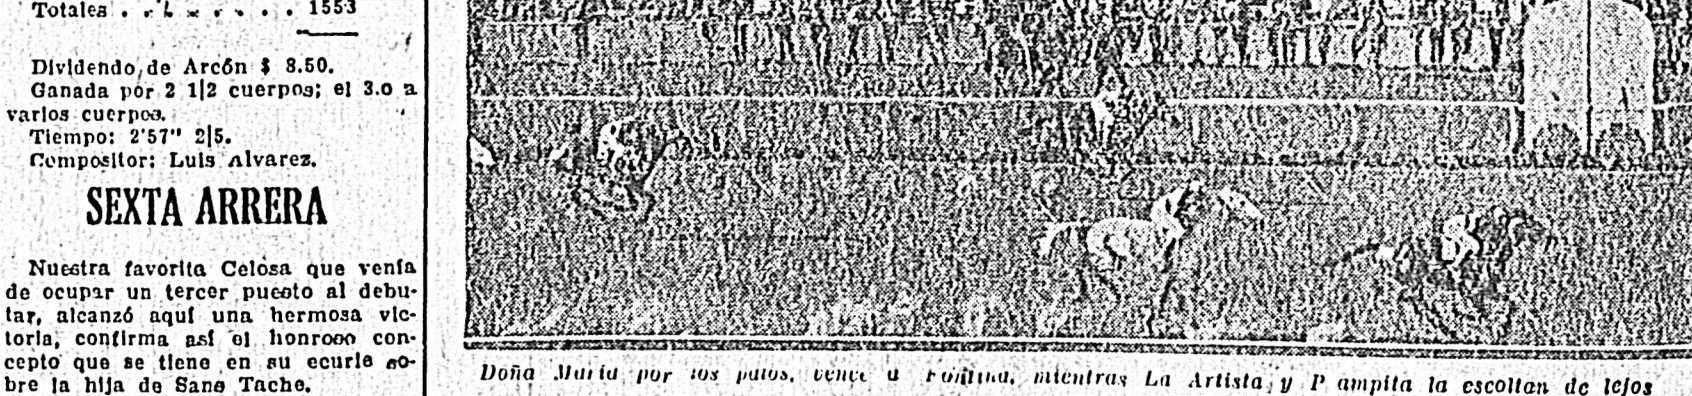 Totales . . . . . . . . 1553
Dividendo de Arcón $ 8.50.
Ganada por 2 1|2 cuerpos; el 3.o a
varios cuerpos.
Tiempo: 2'57" 2|5.
Compositor: Luis Alvarez.
SEXTA ARRERA
Nuestra favorita Celosa que venía
de ocupar un tercer puesto al debu-
tar, alcanzó aquí una hermosa vic-
toria, confirma así el honroso con-
cepto que se tiene en su ecurie so-
bre la hija de Sans Tache.
Doña María por los palos, vence a Fontina, mientras La Artista y P ampita la escoltan de lejos